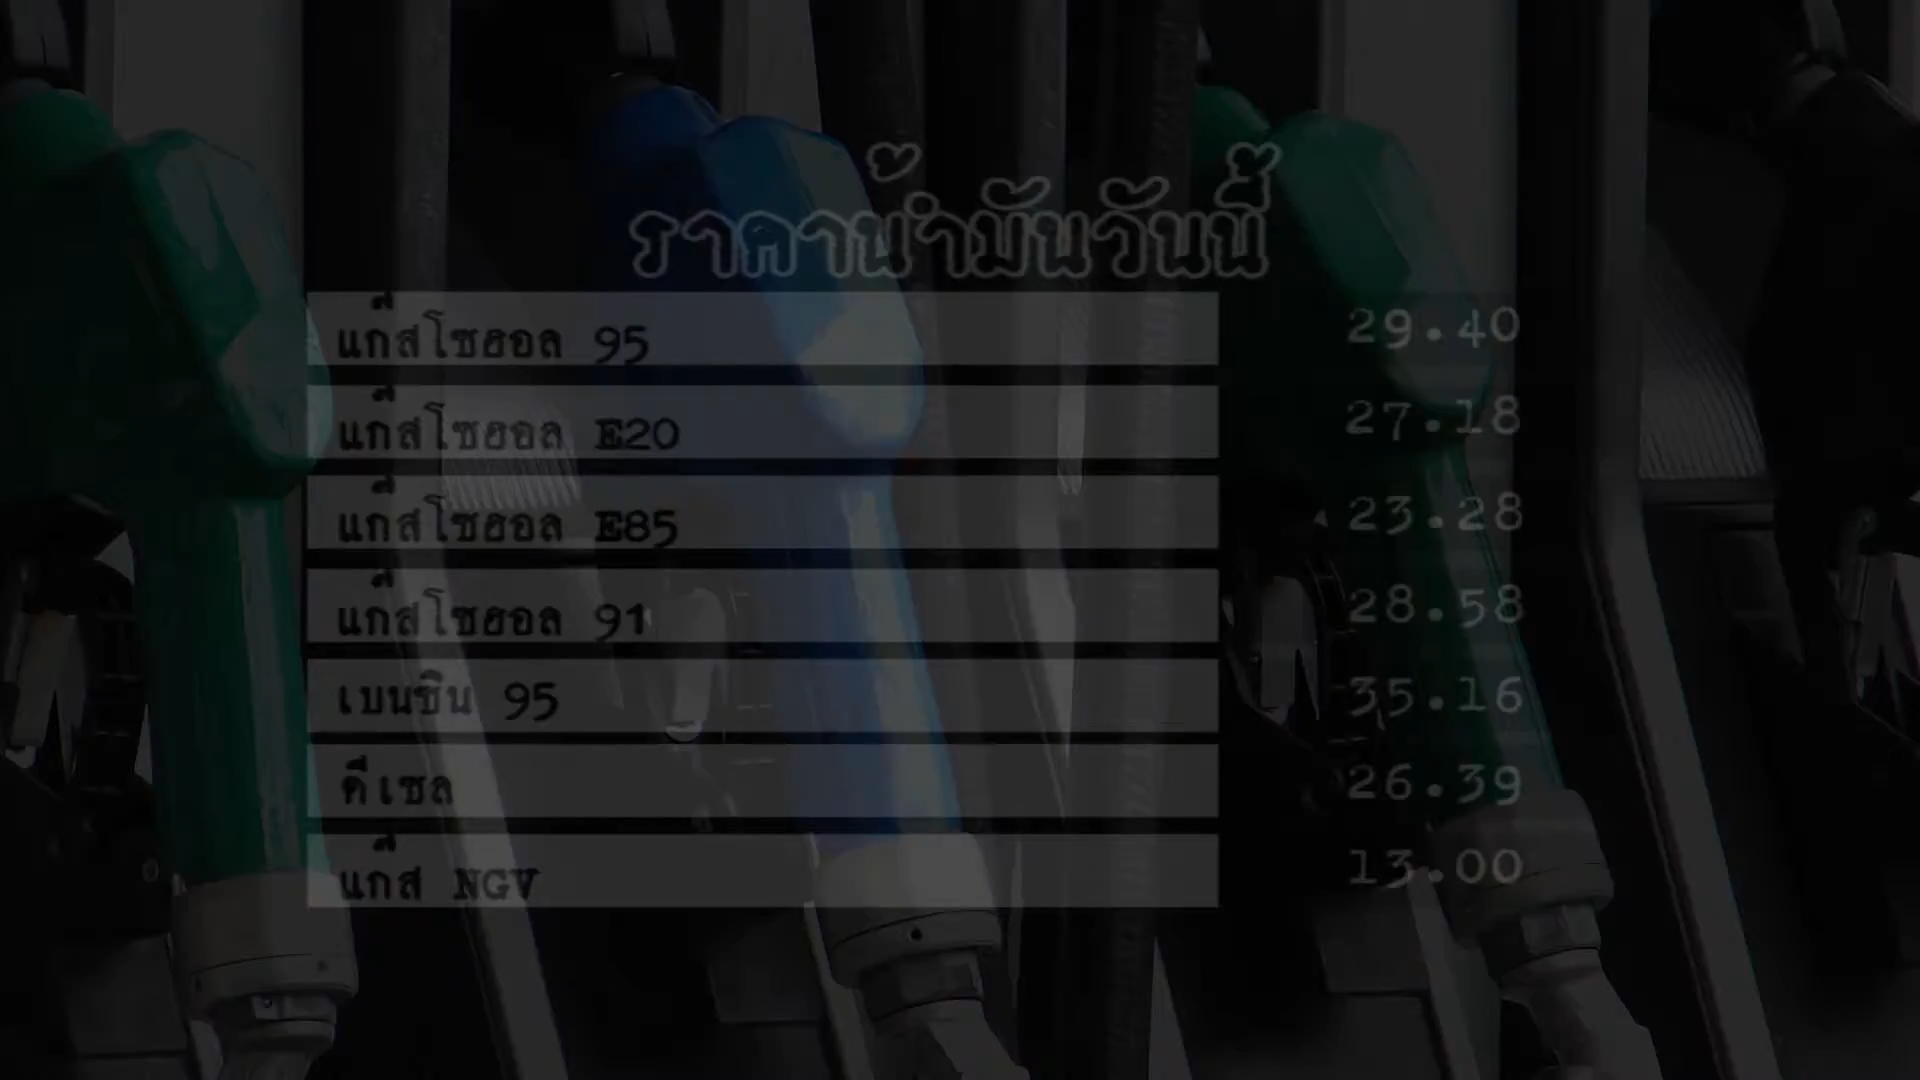 ราคาน้ำมันวันนี้
แก๊สโซฮอล 95 29.40
แก๊สโซฮอล E20 27.18
แก๊สโซฮอล E85 23.28
แก๊สโซฮอล 91 28.58
เบนซิน 95 35.16
ดีเซล 26.39
แก๊ส NGV 13.00